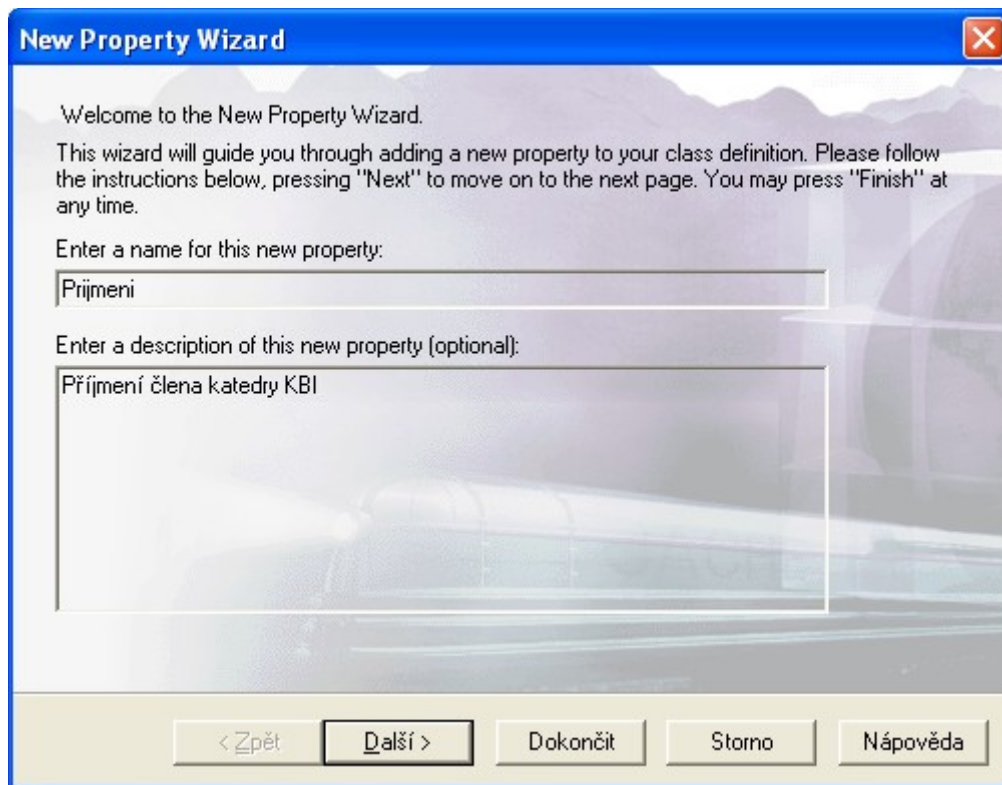 New Property Wizard
Welcome to the New Property Wizard.
This wizard will guide you through adding a new property to your class definition. Please follow
the instructions below, pressing "Next" to move on to the next page. You may press "Finish" at
any time.
Enter a name for this new property:
Prijmeni
Enter a description of this new property (optional):
Příjmení člena katedry KBI
CACHÉ
< Zpět
Další >
Dokončit
Storno
Nápověda